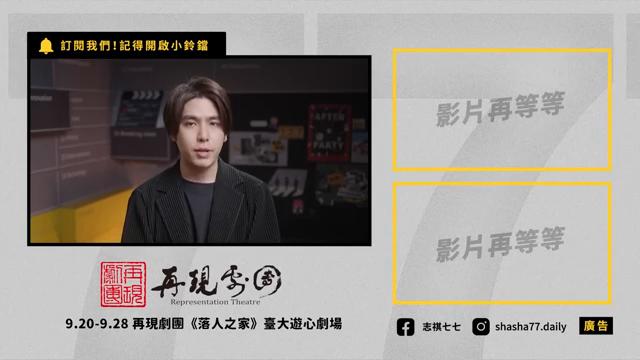 訂閱我們！記得開啟小鈴鐺
AFTER
PARTY
影片再等等
影片再等等
再現劇團
再現劇團
Representation Theatre
9.20-9.28 再現劇團《落人之家》臺大遊心劇場
志祺七七
shasha77.daily
廣告